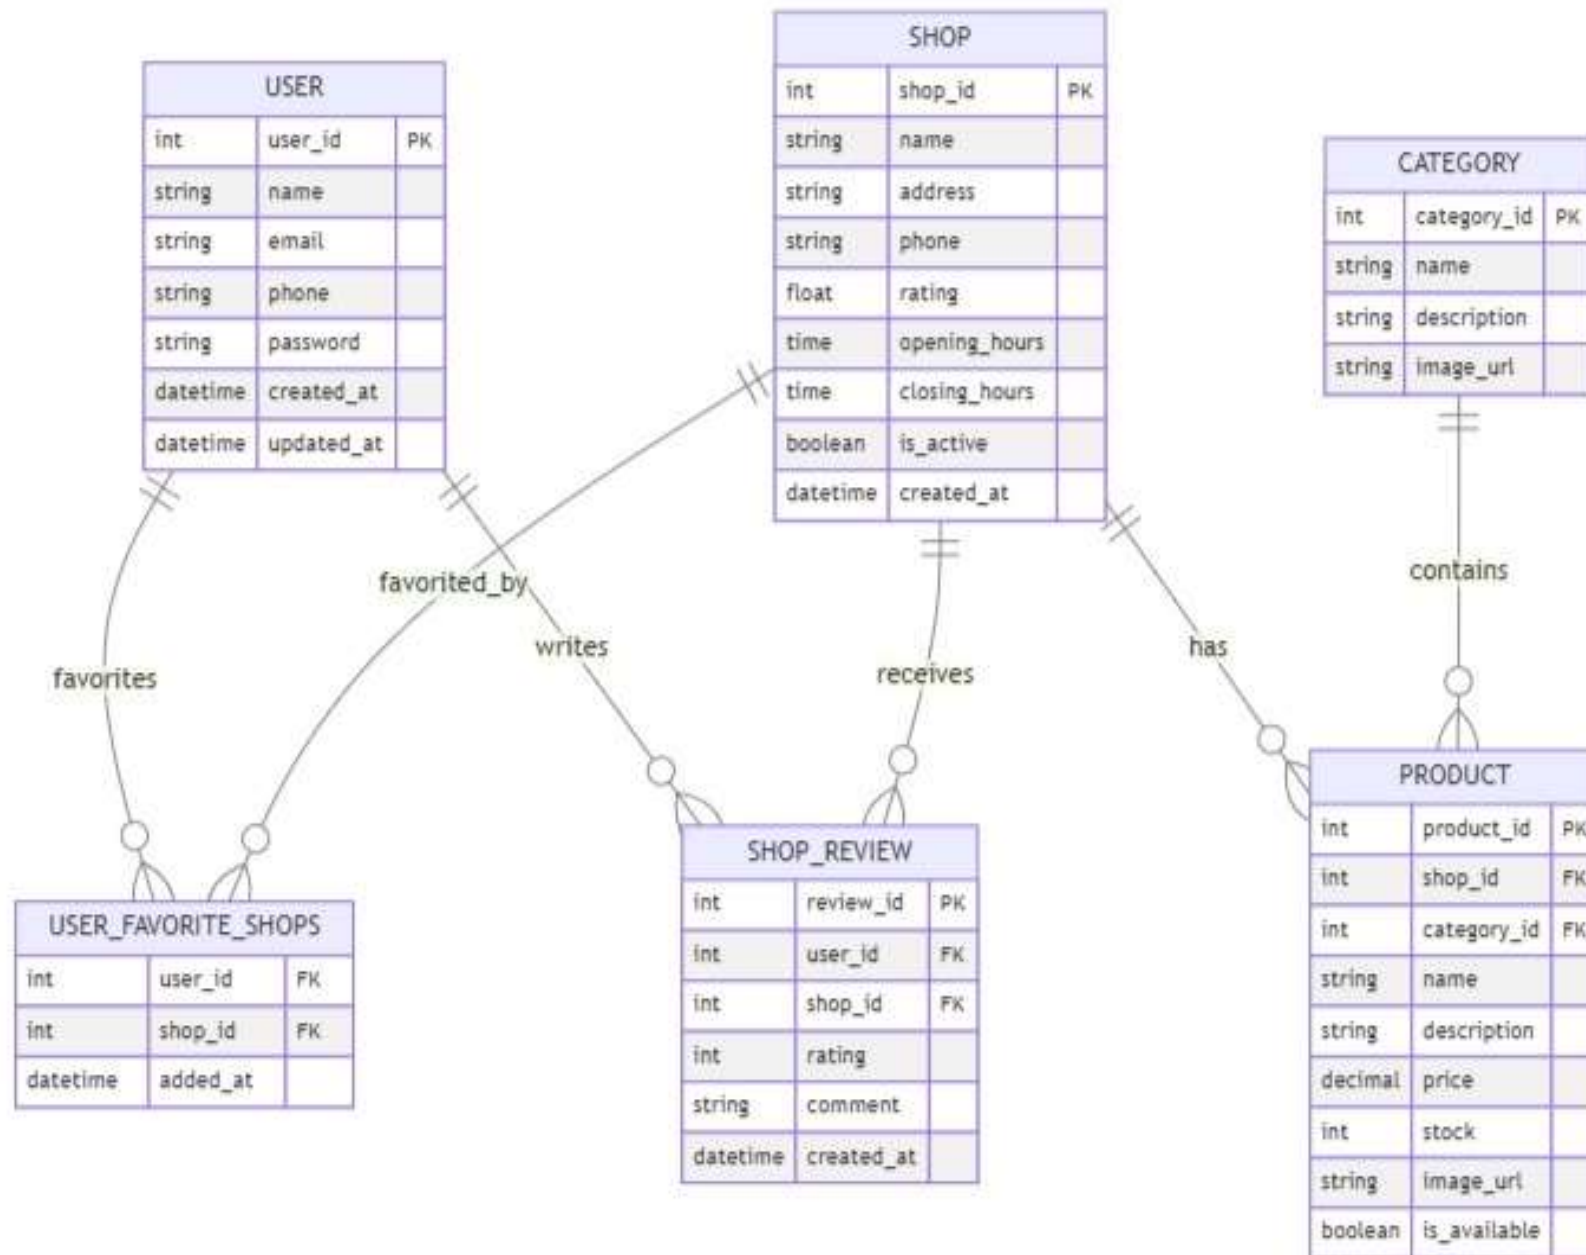 USER
int user_id PK
string name
string email
string phone
string password
datetime created_at
datetime updated_at
SHOP
int shop_id PK
string name
string address
string phone
float rating
time opening_hours
time closing_hours
boolean is_active
datetime created_at
CATEGORY
int category_id PK
string name
string description
string image_url
favorites
favorited_by
writes
receives
has
contains
USER_FAVORITE_SHOPS
int user_id FK
int shop_id FK
datetime added_at
SHOP_REVIEW
int review_id PK
int user_id FK
int shop_id FK
int rating
string comment
datetime created_at
PRODUCT
int product_id PK
int shop_id FK
int category_id FK
string name
string description
decimal price
int stock
string image_url
boolean is_available